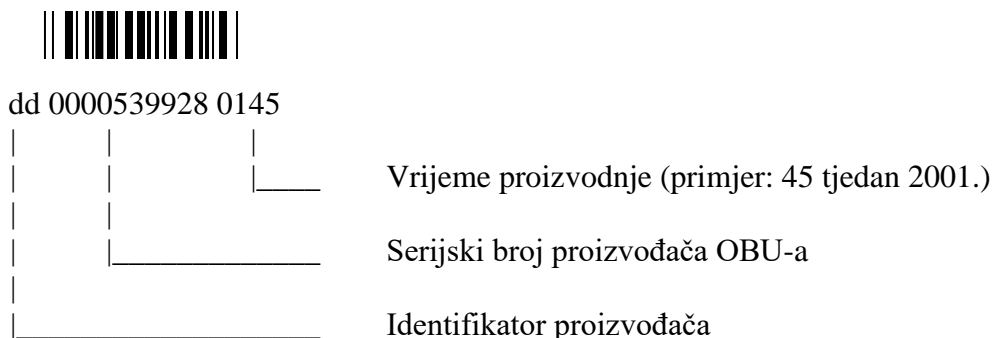 dd 0000539928 0145
Vrijeme proizvodnje (primjer: 45 tjedan 2001.)
Serijski broj proizvođača OBU-a
Identifikator proizvođača